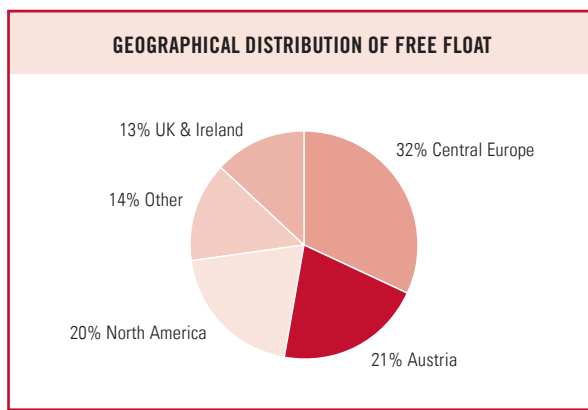 GEOGRAPHICAL DISTRIBUTION OF FREE FLOAT
13% UK & Ireland
32% Central Europe
14% Other
20% North America
21% Austria